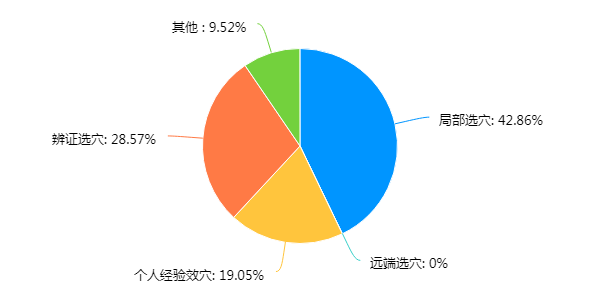 其他 : 9.52%
局部选穴: 42.86%
辨证选穴: 28.57%
远端选穴: 0%
个人经验效穴: 19.05%